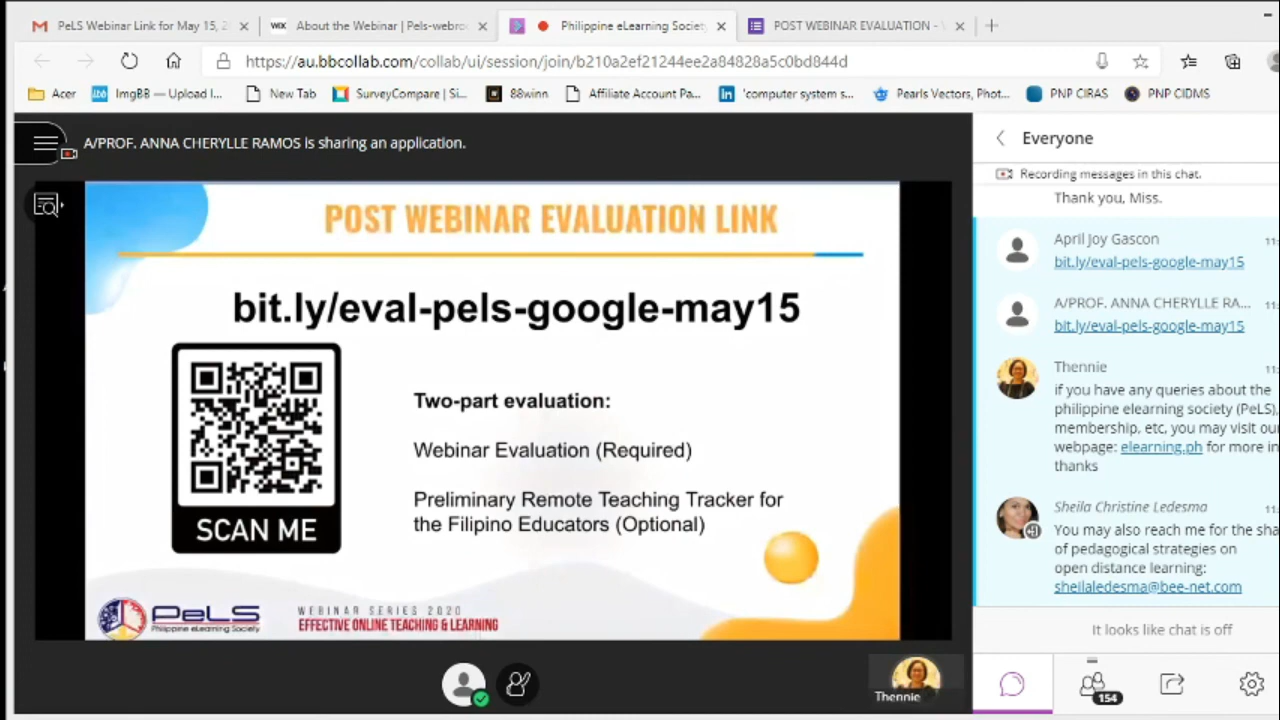 PeLS Webinar Link for May 15, 2
WIX About the Webinar | Pels-webro
Philippine eLearning Society
POST WEBINAR EVALUATION -
https://au.bbcollab.com/collab/ui/session/join/b210a2ef21244ee2a84828a5c0bd844d
Acer
ImgBB — Upload I...
New Tab
SurveyCompare | Si...
88winn
Affiliate Account Pa...
'computer system s...
Pearls Vectors, Phot...
PNP CIRAS
PNP CIDMS
A/PROF. ANNA CHERYLLE RAMOS is sharing an application.
POST WEBINAR EVALUATION LINK
bit.ly/eval-pels-google-may15
SCAN ME
Two-part evaluation:
Webinar Evaluation (Required)
Preliminary Remote Teaching Tracker for
the Filipino Educators (Optional)
PeLS
Philippine eLearning Society
WEBINAR SERIES 2020
EFFECTIVE ONLINE TEACHING & LEARNING
Thennie
Everyone
Recording messages in this chat.
Thank you, Miss.
April Joy Gascon
bit.ly/eval-pels-google-may15
A/PROF. ANNA CHERYLLE RA...
bit.ly/eval-pels-google-may15
Thennie
if you have any queries about the
philippine elearning society (PeLS),
membership, etc, you may visit our
webpage: elearning.ph for more in
thanks
Sheila Christine Ledesma
You may also reach me for the sha
of pedagogical strategies on
open distance learning:
sheilaledesma@bee-net.com
It looks like chat is off
154